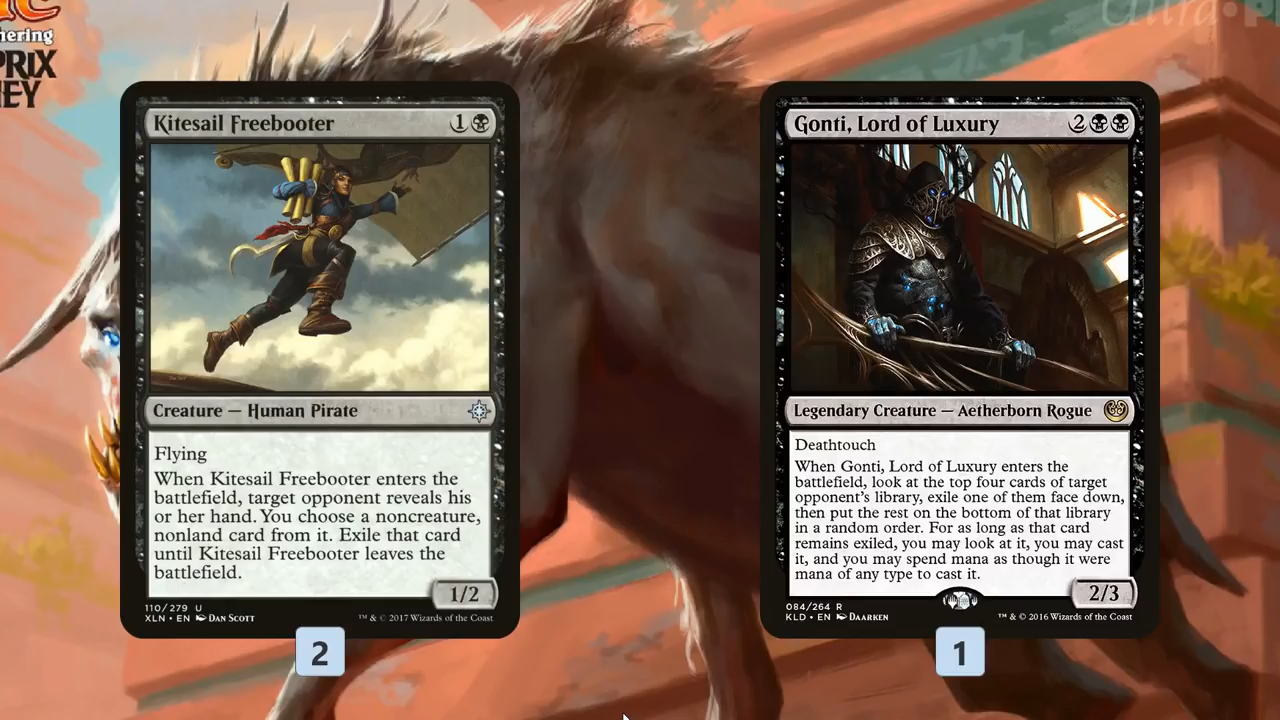 hering
PRIX
NEY
Kitesail Freebooter 1
Creature — Human Pirate
Flying
When Kitesail Freebooter enters the
battlefield, target opponent reveals his
or her hand. You choose a noncreature,
nonland card from it. Exile that card
until Kitesail Freebooter leaves the
battlefield.
1/2
110/279 U
XLN • EN DAN SCOTT
™ & © 2017 Wizards of the Coast
2
Gonti, Lord of Luxury 2
Legendary Creature — Aetherborn Rogue
Deathtouch
When Gonti, Lord of Luxury enters the
battlefield, look at the top four cards of target
opponent's library, exile one of them face down,
then put the rest on the bottom of that library
in a random order. For as long as that card
remains exiled, you may look at it, you may cast
it, and you may spend mana as though it were
mana of any type to cast it.
2/3
084/264 R
KLD • EN DAARKEN
™ & © 2016 Wizards of the Coast
1